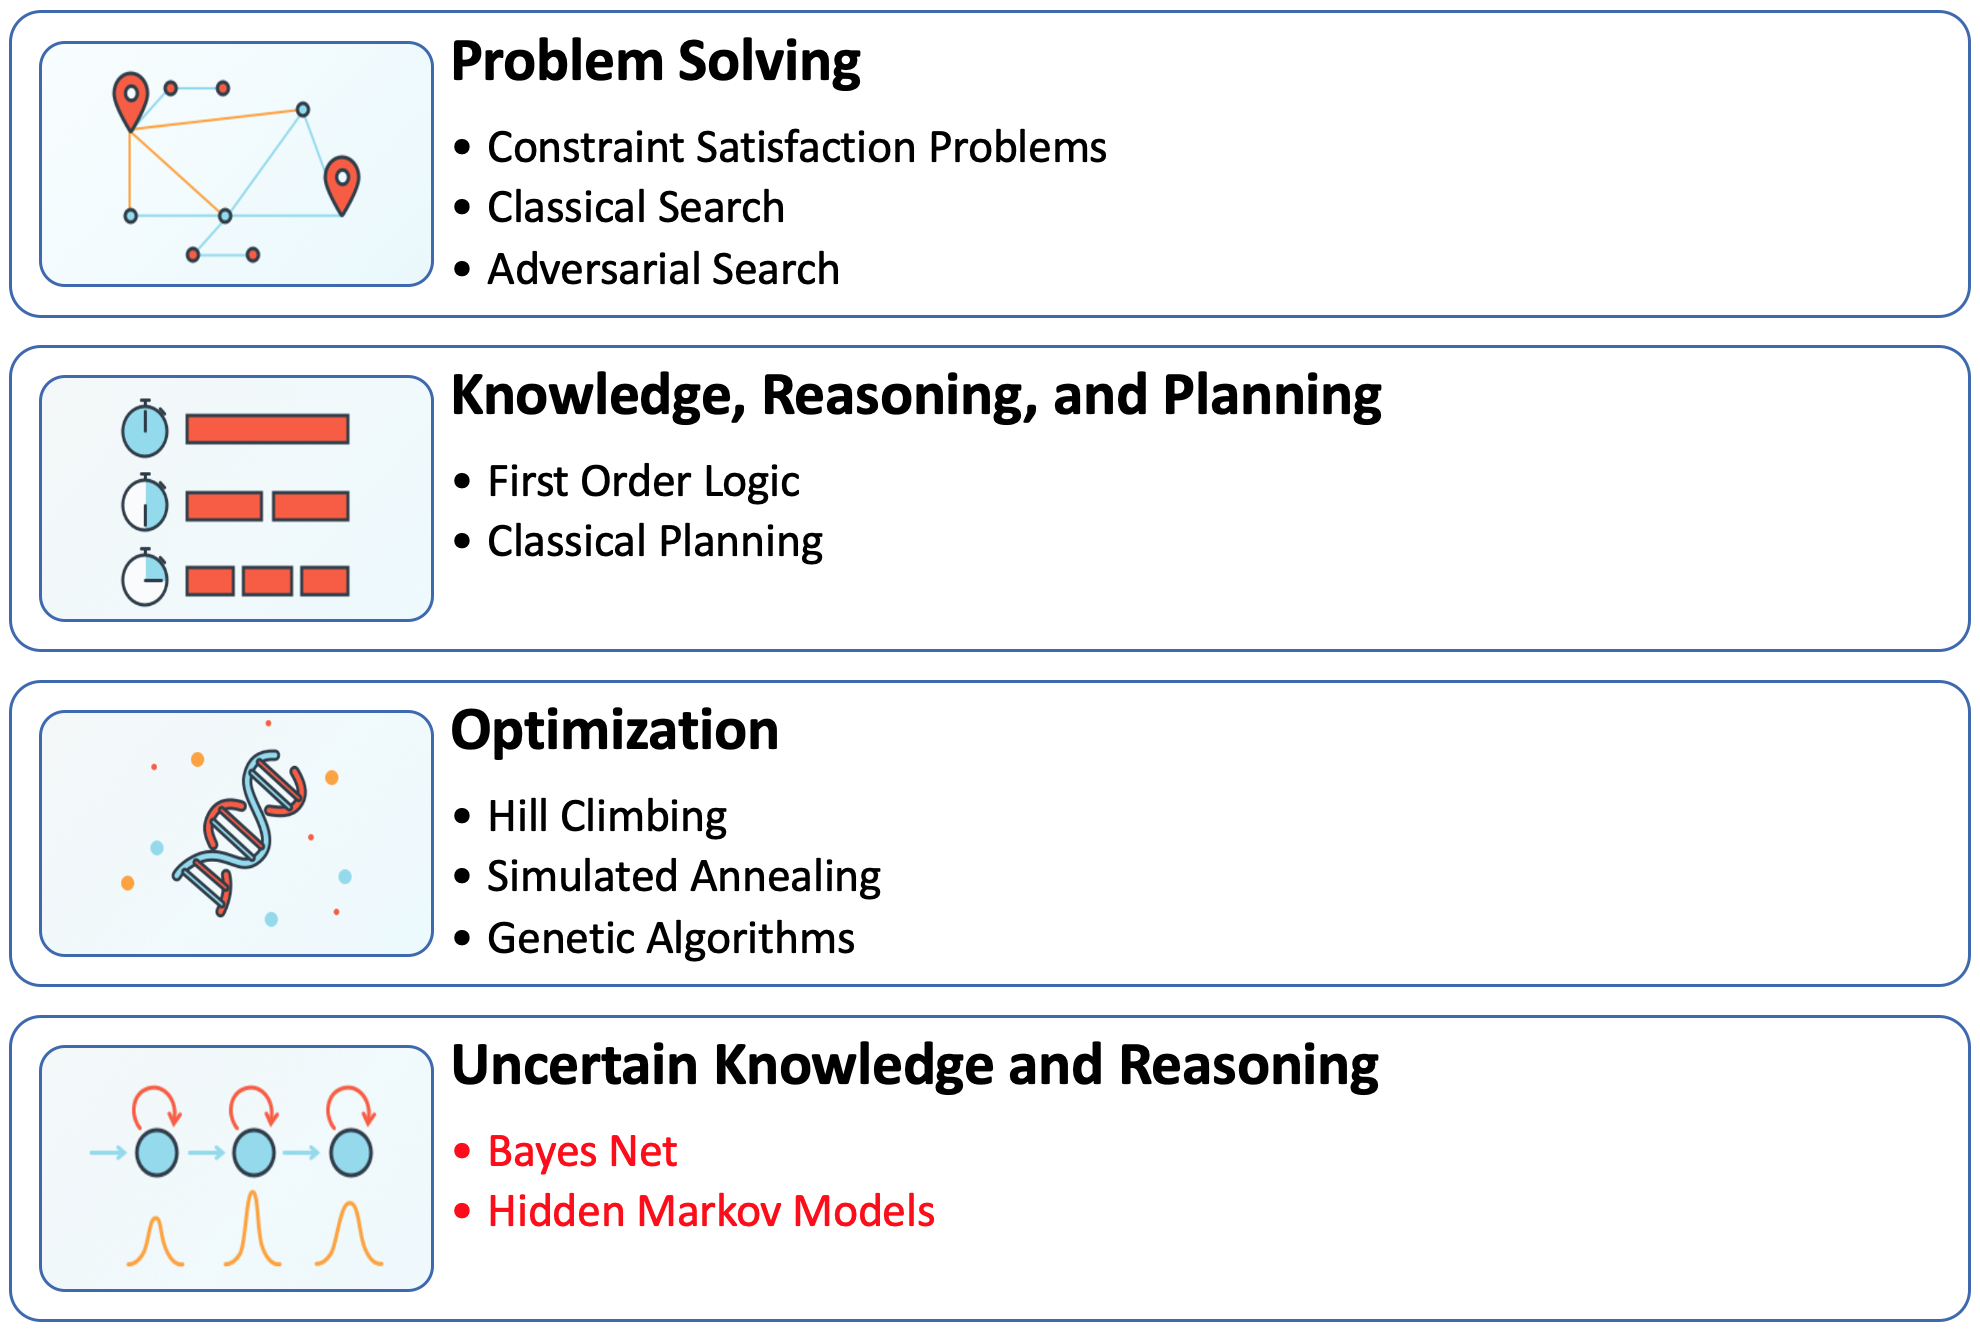 Problem Solving
• Constraint Satisfaction Problems
• Classical Search
• Adversarial Search
Knowledge, Reasoning, and Planning
• First Order Logic
• Classical Planning
Optimization
• Hill Climbing
• Simulated Annealing
• Genetic Algorithms
Uncertain Knowledge and Reasoning
• Bayes Net
• Hidden Markov Models